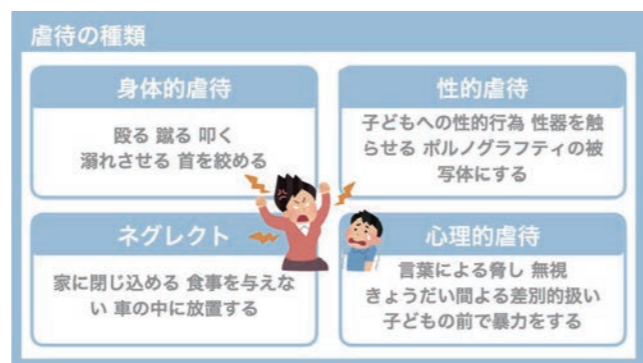 虐待の種類
身体的虐待
殴る 蹴る 叩く
溺れさせる 首を絞める
性的虐待
子どもへの性的行為 性器を触
らせる ポルノグラフティの被
写体にする
ネグレクト
家に閉じ込める 食事を与えな
い 車の中に放置する
心理的虐待
言葉による脅し 無視
きょうだい間よる差別的扱い
子どもの前で暴力をする